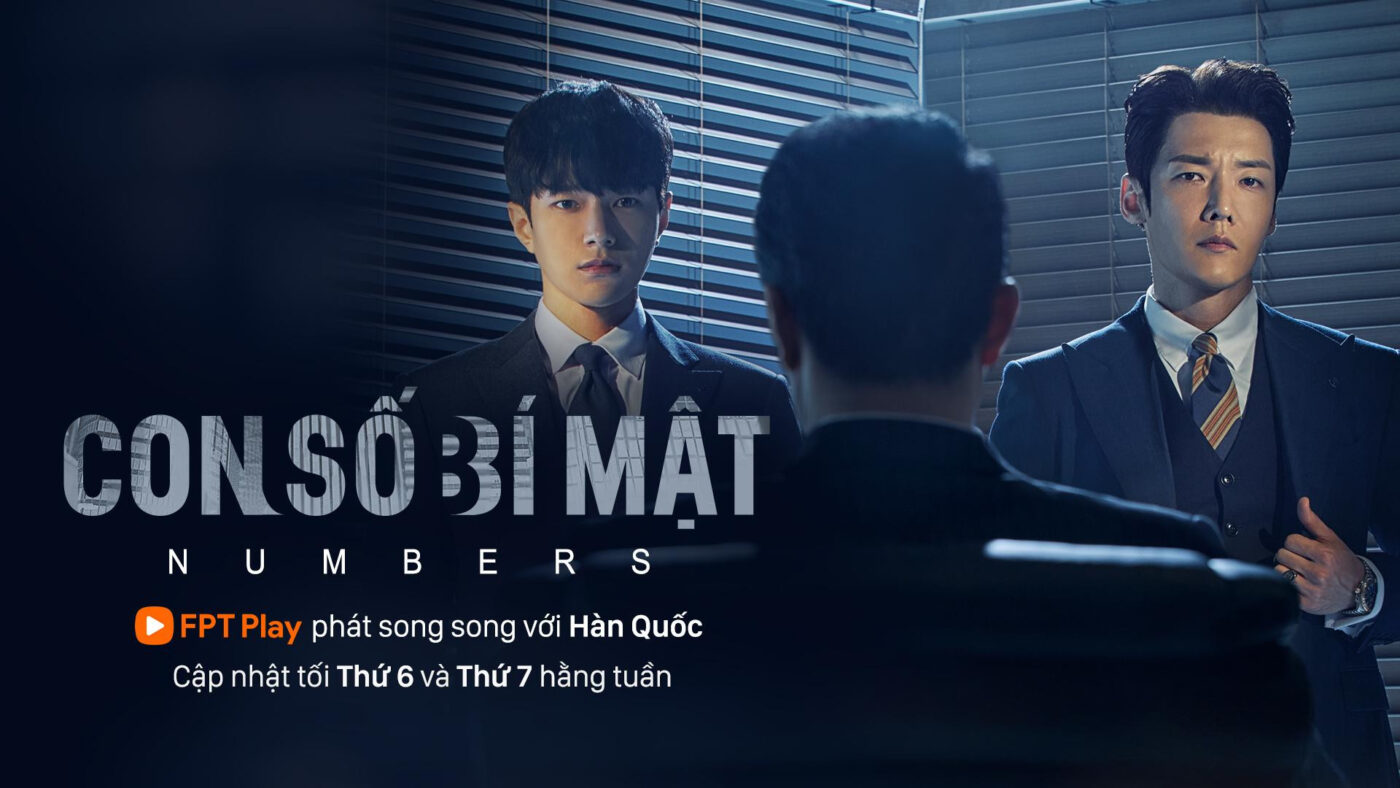 CON SỐ BÍ MẬT
NUMBERS
FPT Play phát song song với Hàn Quốc
Cập nhật tối Thứ 6 và Thứ 7 hằng tuần